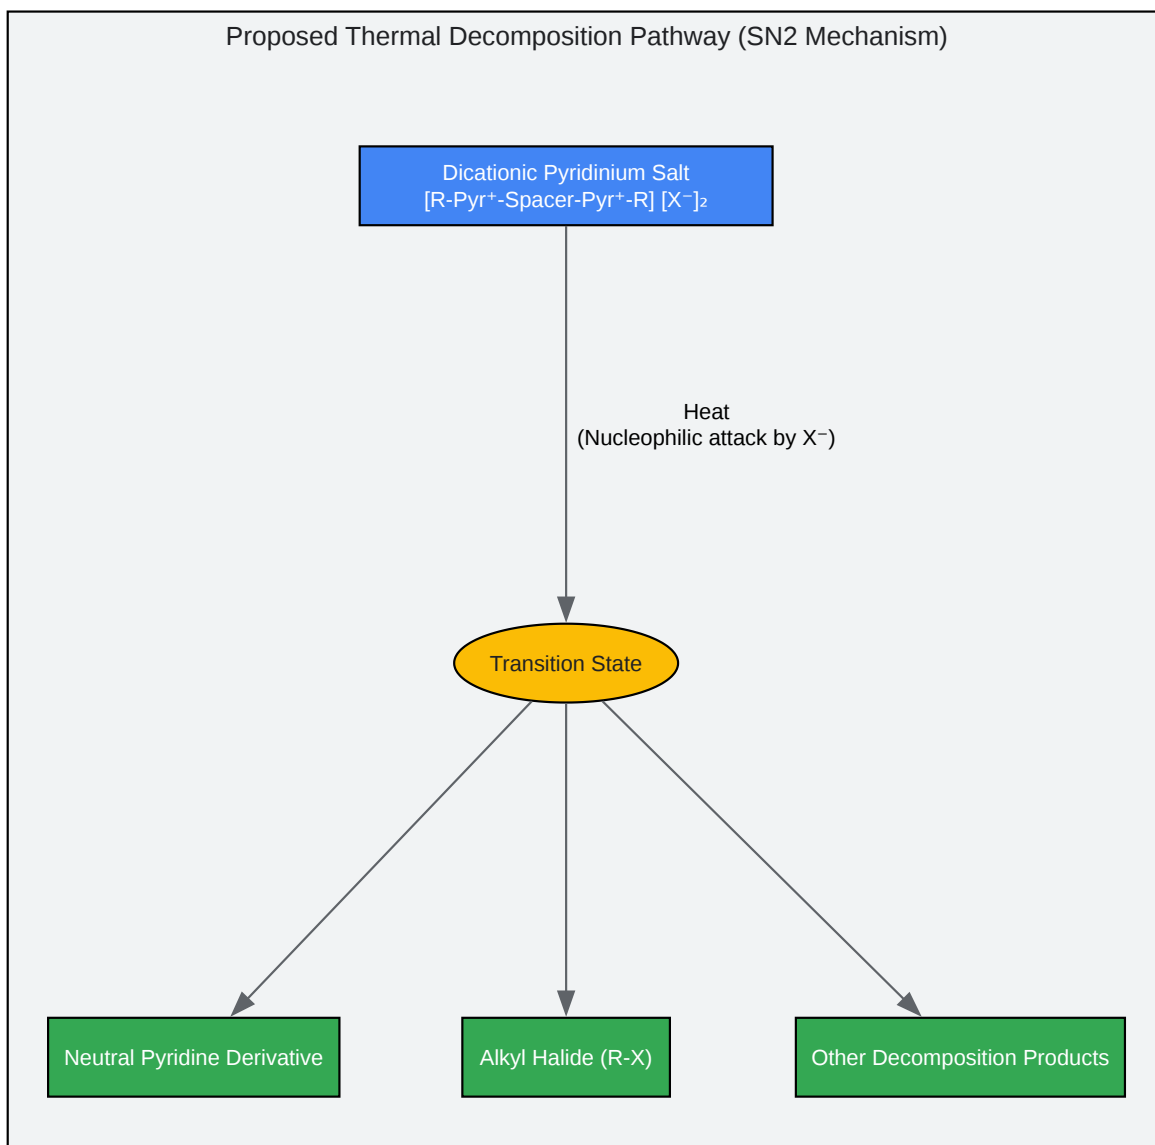 Proposed Thermal Decomposition Pathway (SN2 Mechanism)
Dicationic Pyridinium Salt
[R-Pyr⁺-Spacer-Pyr⁺-R] [X⁻]₂
Heat
(Nucleophilic attack by X⁻)
Transition State
Neutral Pyridine Derivative
Alkyl Halide (R-X)
Other Decomposition Products